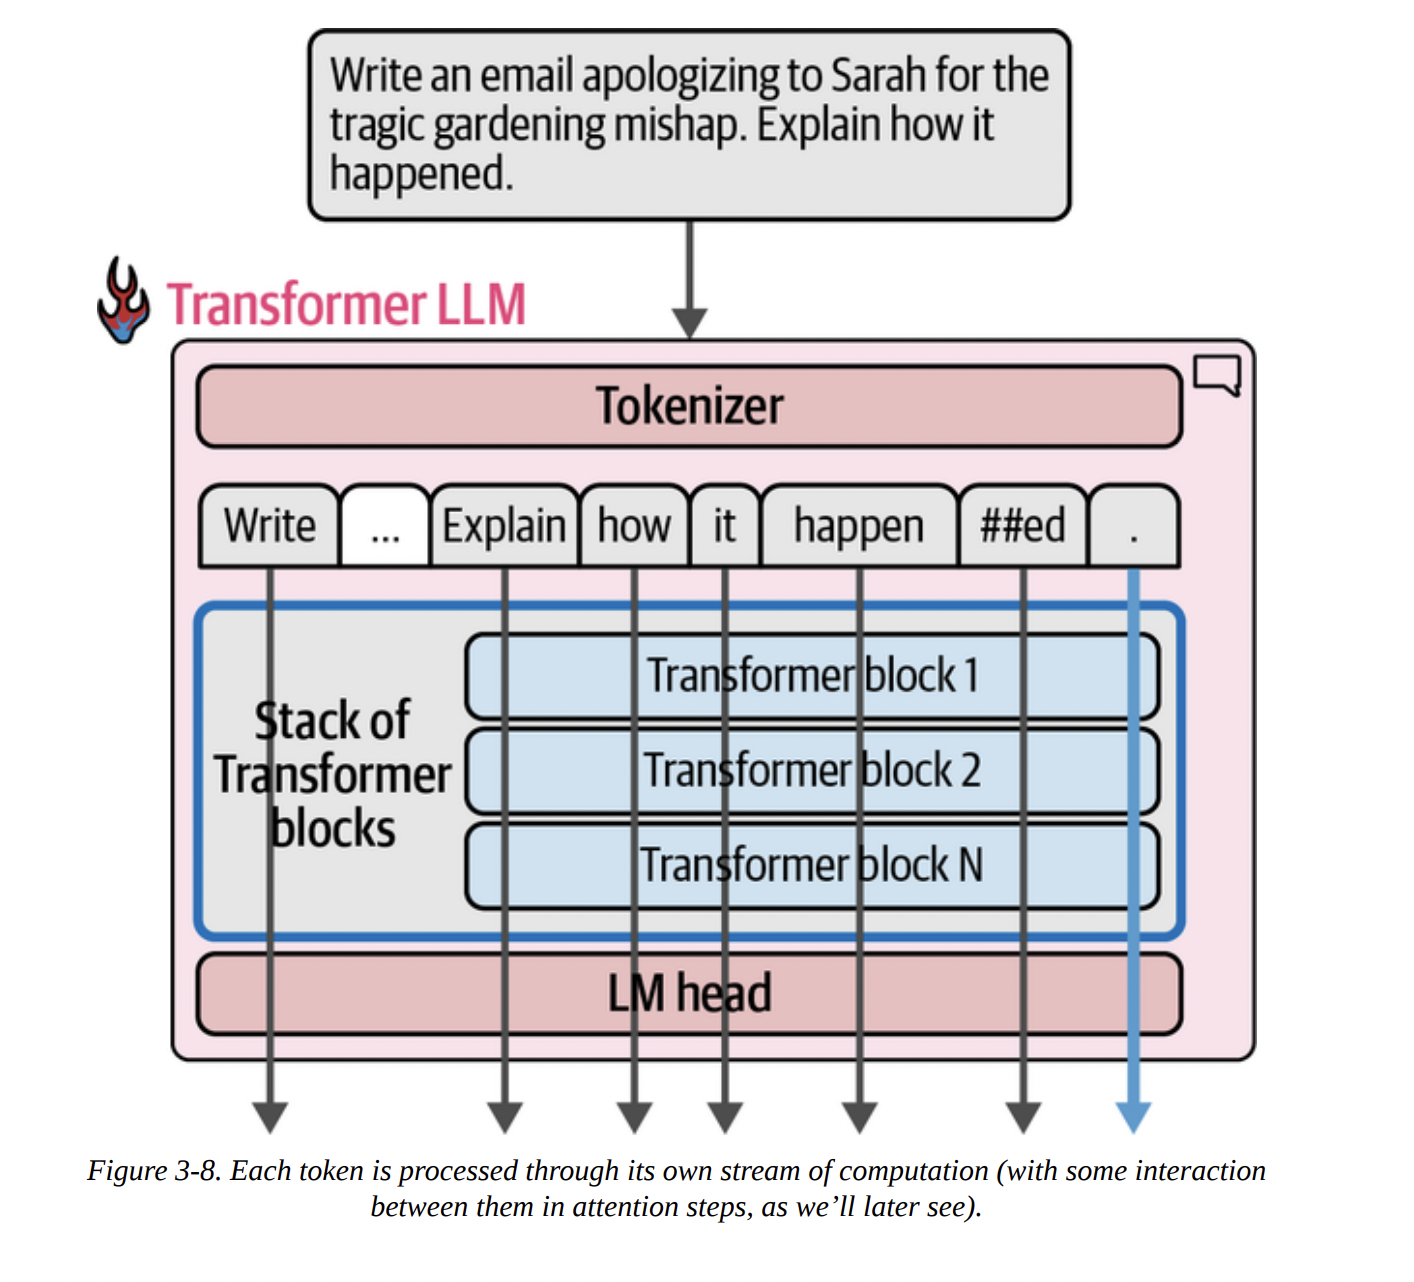 Write an email apologizing to Sarah for the
tragic gardening mishap. Explain how it
happened.
Transformer LLM
Tokenizer
Write ... Explain how it happen ##ed .
Stack of
Transformer
blocks
Transformer block 1
Transformer block 2
Transformer block N
LM head
Figure 3-8. Each token is processed through its own stream of computation (with some interaction
between them in attention steps, as we’ll later see).